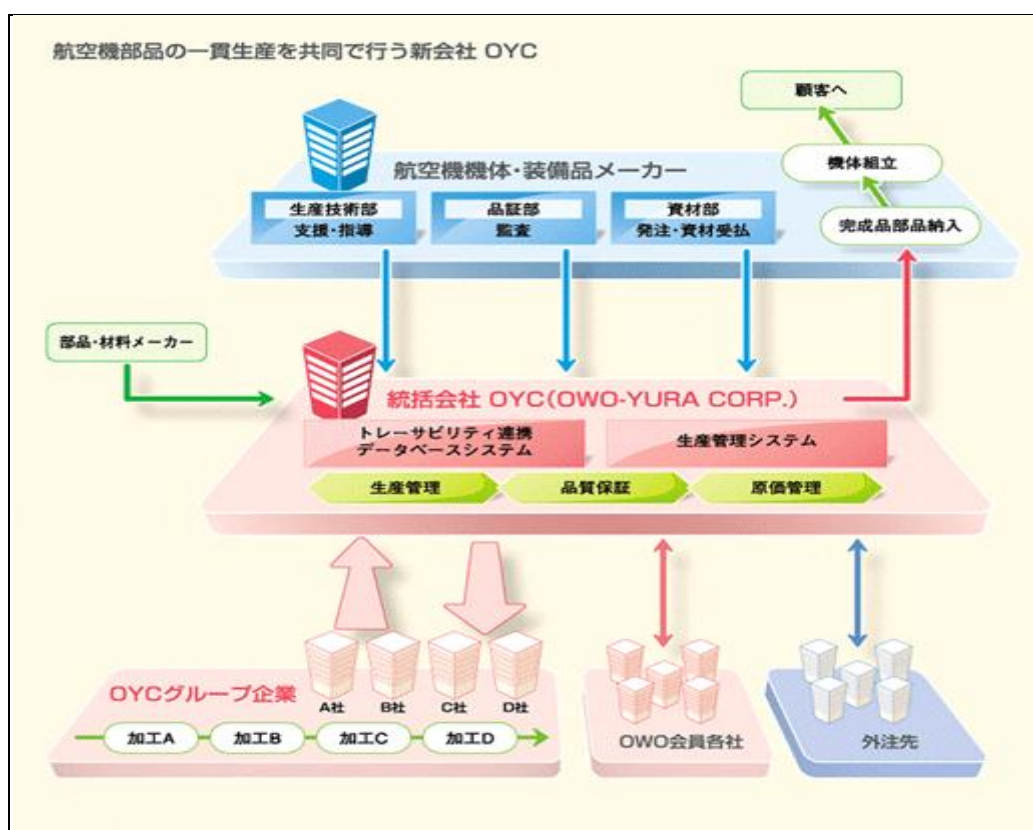 航空機部品の一貫生産を共同で行う新会社 OYC
顧客へ
機体組立
完成品部品納入
航空機機体・装備品メーカー
生産技術部
支援・指導
品証部
監査
資材部
発注・資材受払
部品・材料メーカー
統括会社 OYC(OWO-YURA CORP.)
トレーサビリティ連携
データベースシステム
生産管理システム
生産管理
品質保証
原価管理
OYCグループ企業
A社
B社
C社
D社
加工A
加工B
加工C
加工D
OWO会員各社
外注先